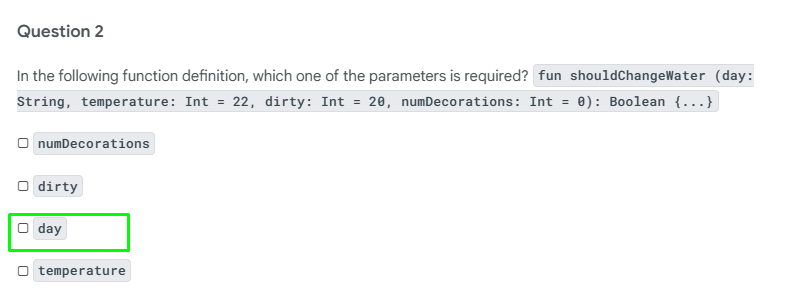 Question 2
In the following function definition, which one of the parameters is required? fun shouldChangeWater (day:
String, temperature: Int = 22, dirty: Int = 20, numDecorations: Int = 0): Boolean {...}
numDecorations
dirty
day
temperature